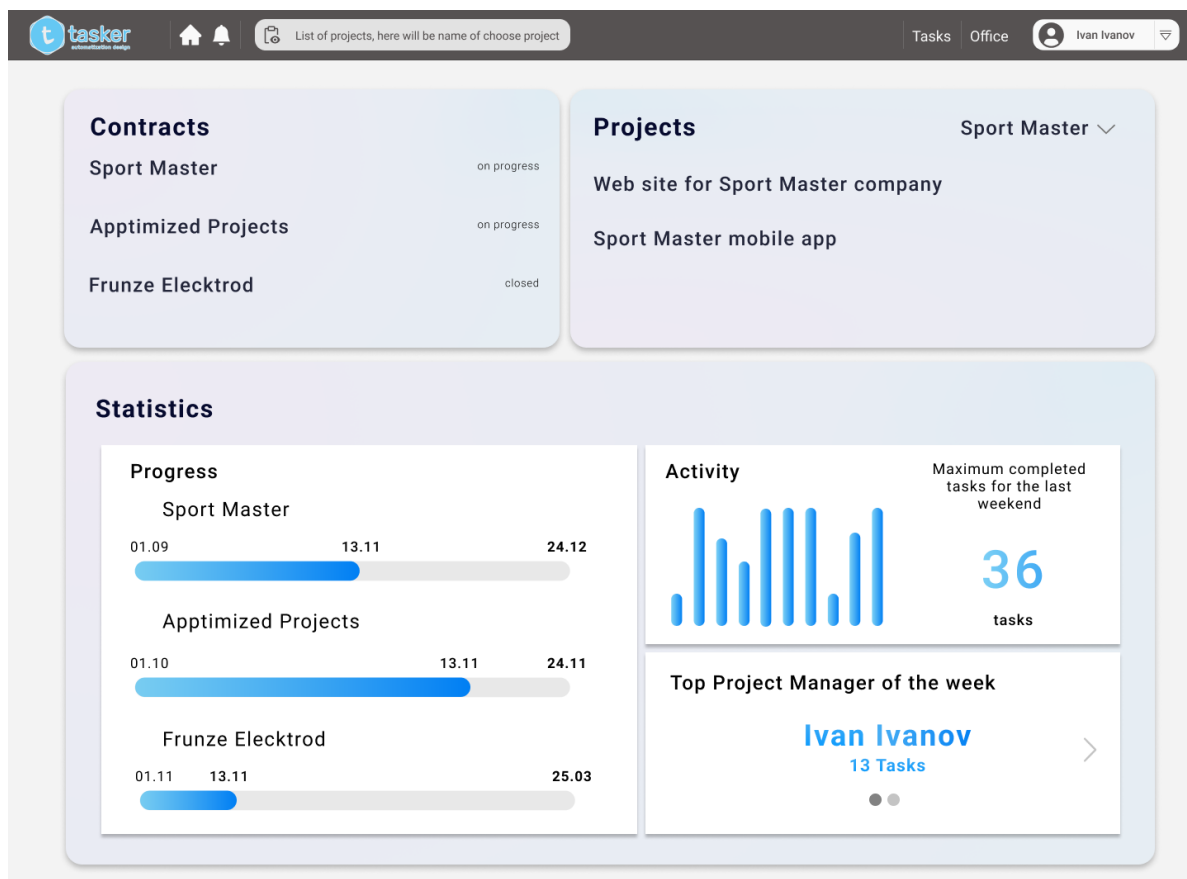 tasker
automatization design
List of projects, here will be name of choose project
Tasks
Office
Ivan Ivanov
Contracts
Sport Master
on progress
Apptimized Projects
on progress
Frunze Elecktrod
closed
Projects
Sport Master
Web site for Sport Master company
Sport Master mobile app
Statistics
Progress
Sport Master
01.09 13.11 24.12
Apptimized Projects
01.10 13.11 24.11
Frunze Elecktrod
01.11 13.11 25.03
Activity
Maximum completed
tasks for the last
weekend
36
tasks
Top Project Manager of the week
Ivan Ivanov
13 Tasks